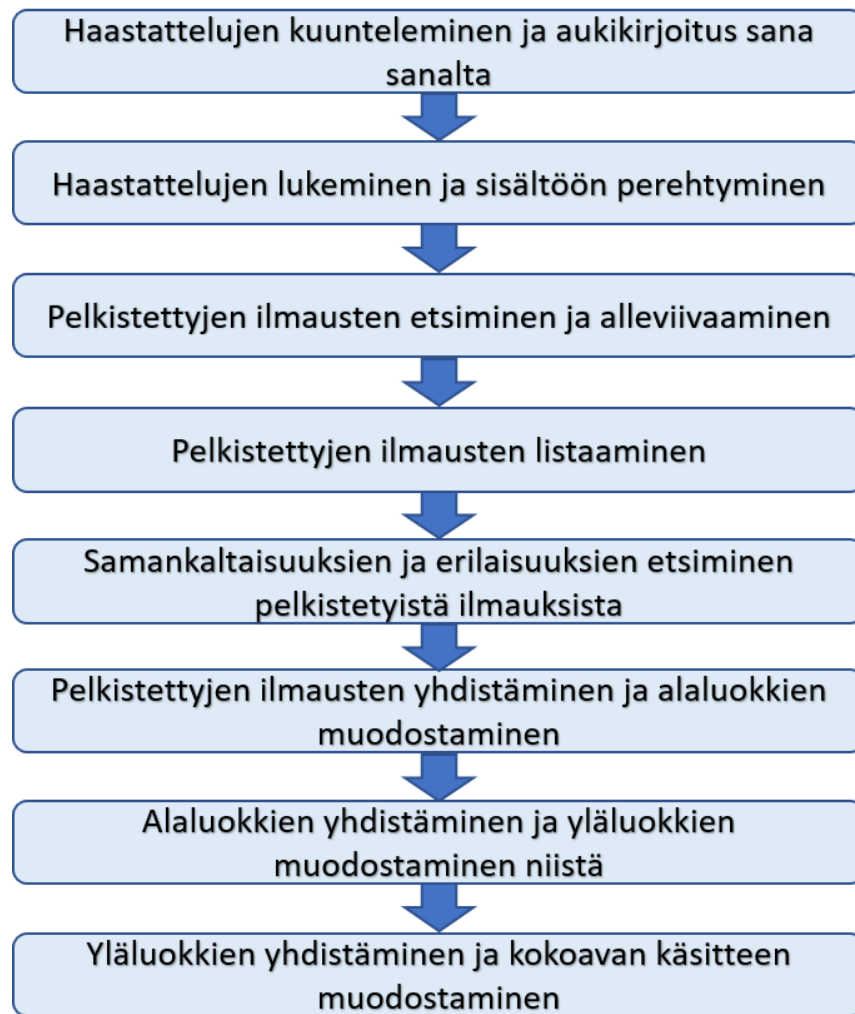 Haastattelujen kuunteleminen ja aukikirjoitus sana
sanalta
Haastattelujen lukeminen ja sisältöön perehtyminen
Pelkistettyjen ilmausten etsiminen ja alleviivaaminen
Pelkistettyjen ilmausten listaaminen
Samankaltaisuuksien ja erilaisuuksien etsiminen
pelkistetyistä ilmauksista
Pelkistettyjen ilmausten yhdistäminen ja alaluokkien
muodostaminen
Alaluokkien yhdistäminen ja yläluokkien
muodostaminen niistä
Yläluokkien yhdistäminen ja kokoavan käsitteen
muodostaminen